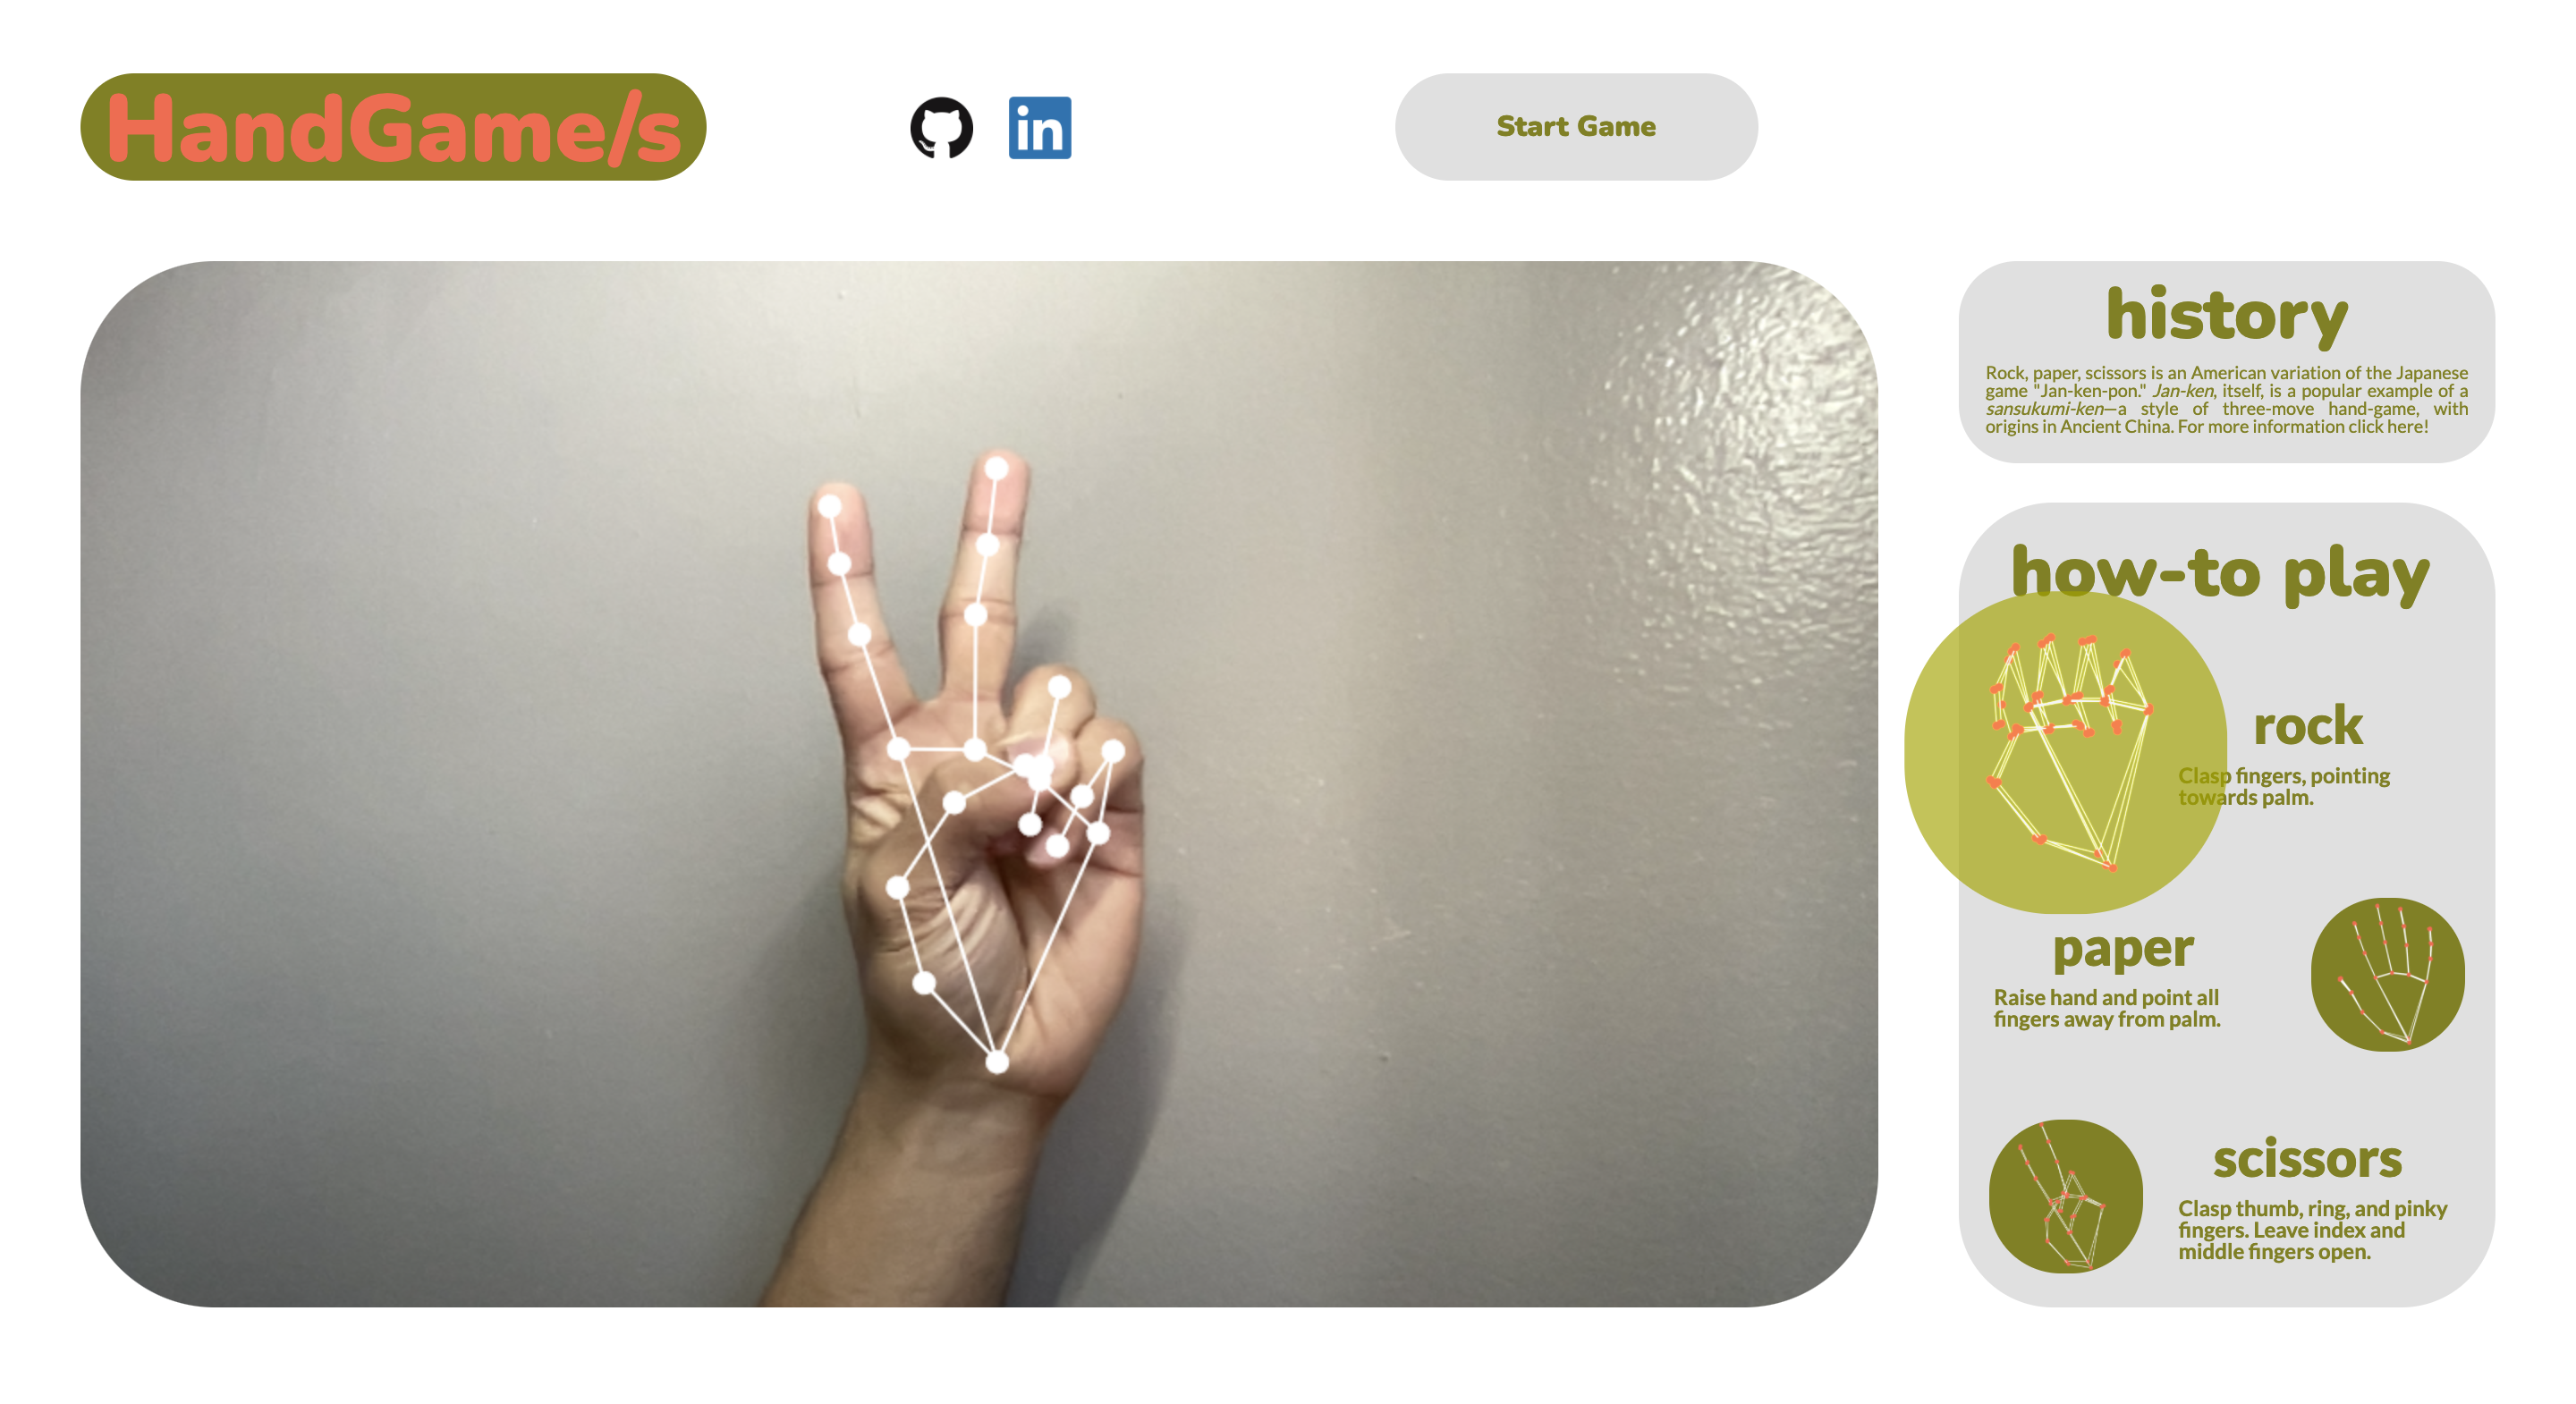 HandGame/s
in
Start Game
history
Rock, paper, scissors is an American variation of the Japanese
game "Jan-ken-pon." Jan-ken, itself, is a popular example of a
sansukumi-ken—a style of three-move hand-game, with
origins in Ancient China. For more information click here!
how-to play
rock
Clasp fingers, pointing
towards palm.
paper
Raise hand and point all
fingers away from palm.
scissors
Clasp thumb, ring, and pinky
fingers. Leave index and
middle fingers open.